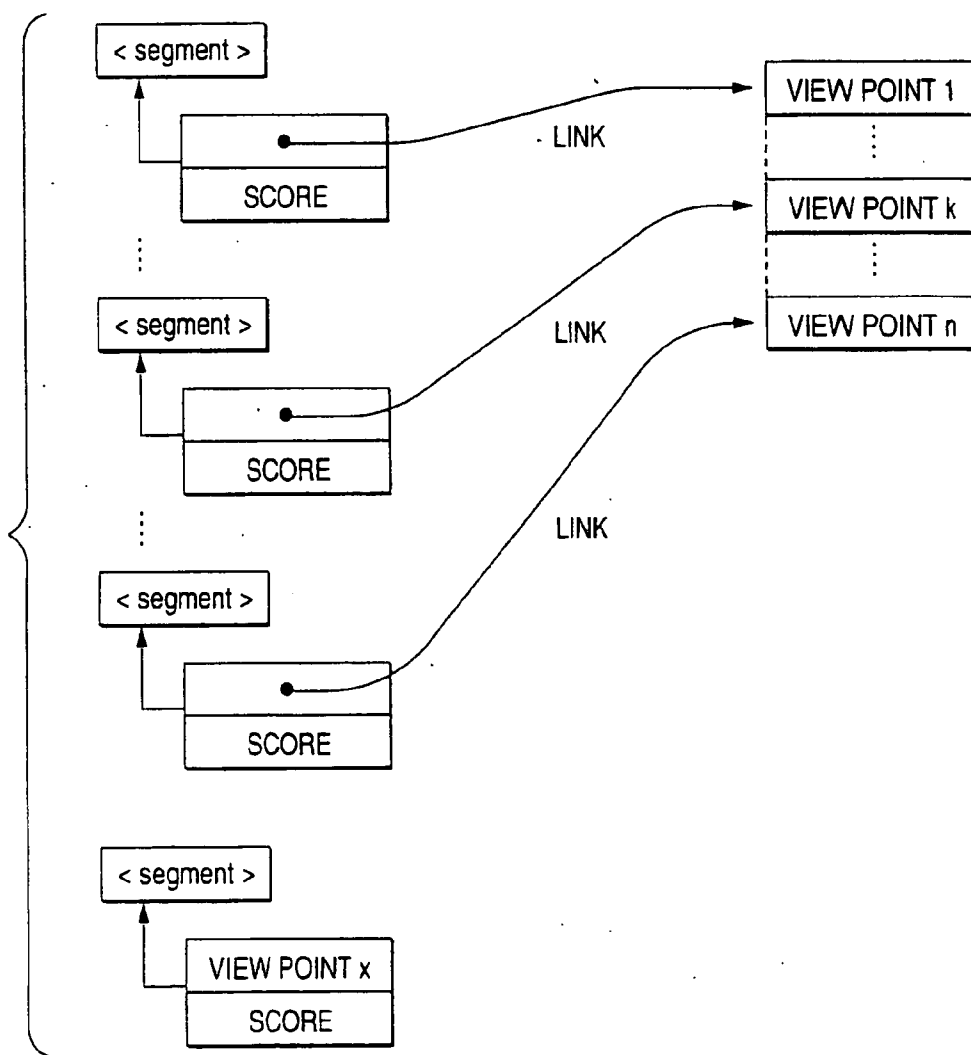 < segment >
SCORE
LINK
VIEW POINT 1
VIEW POINT k
VIEW POINT n
< segment >
SCORE
LINK
< segment >
SCORE
LINK
< segment >
VIEW POINT x
SCORE